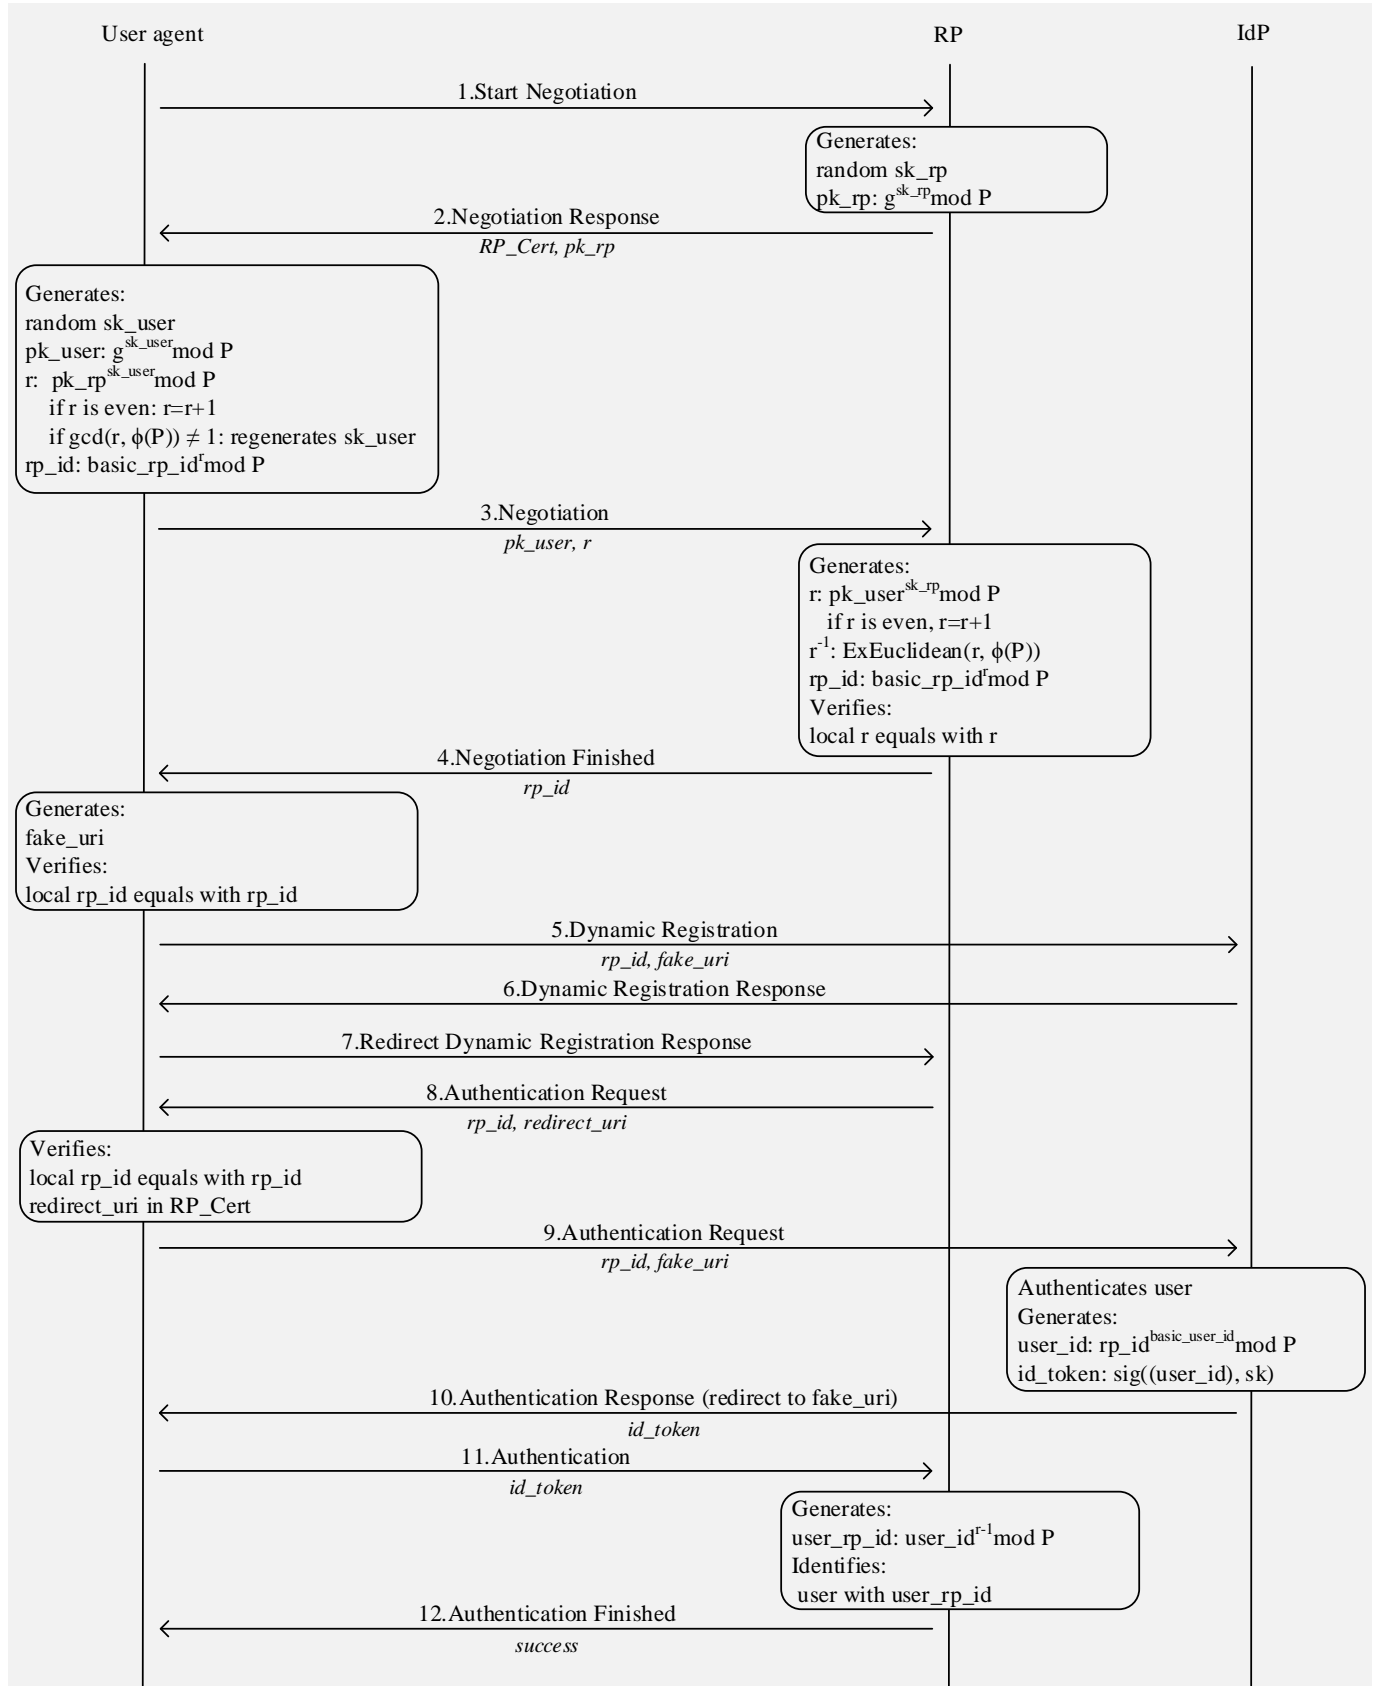 User agent
RP
IdP
1.Start Negotiation
Generates:
random sk_rp
pk_rp: g^sk_rp mod P
2.Negotiation Response
RP_Cert, pk_rp
Generates:
random sk_user
pk_user: g^sk_user mod P
r: pk_rp^sk_user mod P
if r is even: r=r+1
if gcd(r, ϕ(P)) ≠ 1: regenerates sk_user
rp_id: basic_rp_id^r mod P
3.Negotiation
pk_user, r
Generates:
r: pk_user^sk_rp mod P
if r is even, r=r+1
r^-1: ExEuclidean(r, ϕ(P))
rp_id: basic_rp_id^r mod P
Verifies:
local r equals with r
4.Negotiation Finished
rp_id
Generates:
fake_uri
Verifies:
local rp_id equals with rp_id
5.Dynamic Registration
rp_id, fake_uri
6.Dynamic Registration Response
7.Redirect Dynamic Registration Response
8.Authentication Request
rp_id, redirect_uri
Verifies:
local rp_id equals with rp_id
redirect_uri in RP_Cert
9.Authentication Request
rp_id, fake_uri
Authenticates user
Generates:
user_id: rp_id^basic_user_id mod P
id_token: sig((user_id), sk)
10.Authentication Response (redirect to fake_uri)
id_token
11.Authentication
id_token
Generates:
user_rp_id: user_id^r-1 mod P
Identifies:
user with user_rp_id
12.Authentication Finished
success